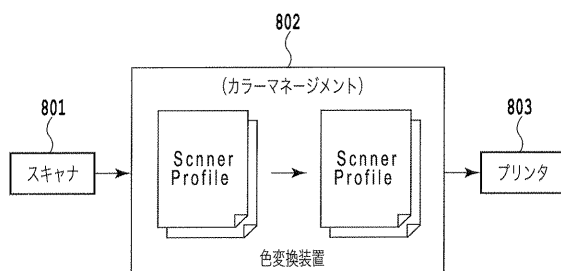 802
(カラーマネージメント)
801
スキャナ
Scnner
Profile
Scnner
Profile
803
プリンタ
色変換装置